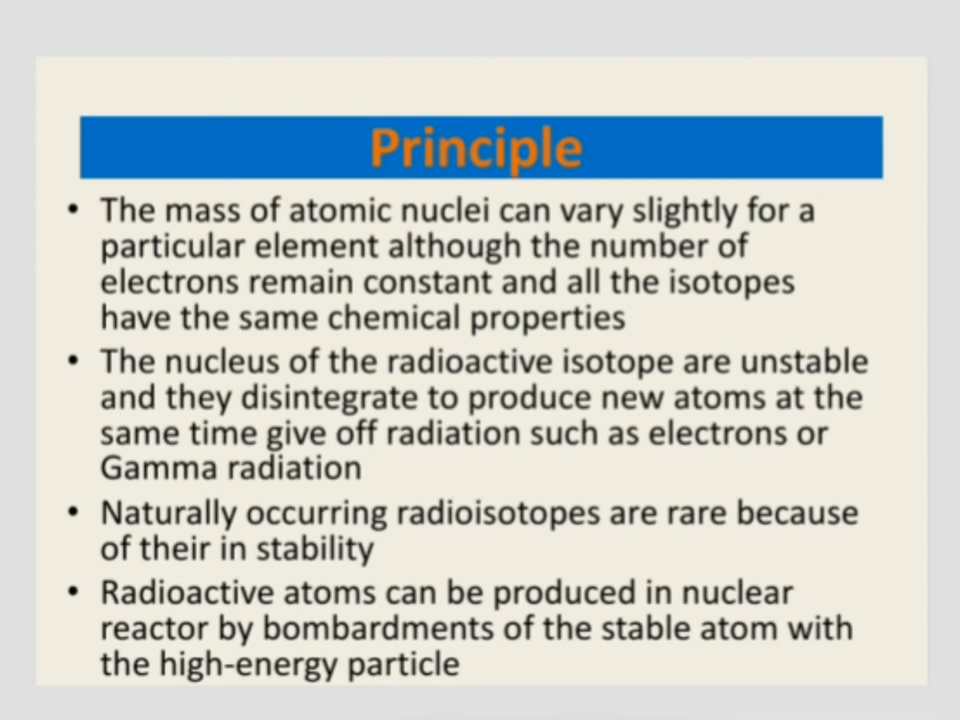 Principle
• The mass of atomic nuclei can vary slightly for a
particular element although the number of
electrons remain constant and all the isotopes
have the same chemical properties
• The nucleus of the radioactive isotope are unstable
and they disintegrate to produce new atoms at the
same time give off radiation such as electrons or
Gamma radiation
• Naturally occurring radioisotopes are rare because
of their in stability
• Radioactive atoms can be produced in nuclear
reactor by bombardments of the stable atom with
the high-energy particle